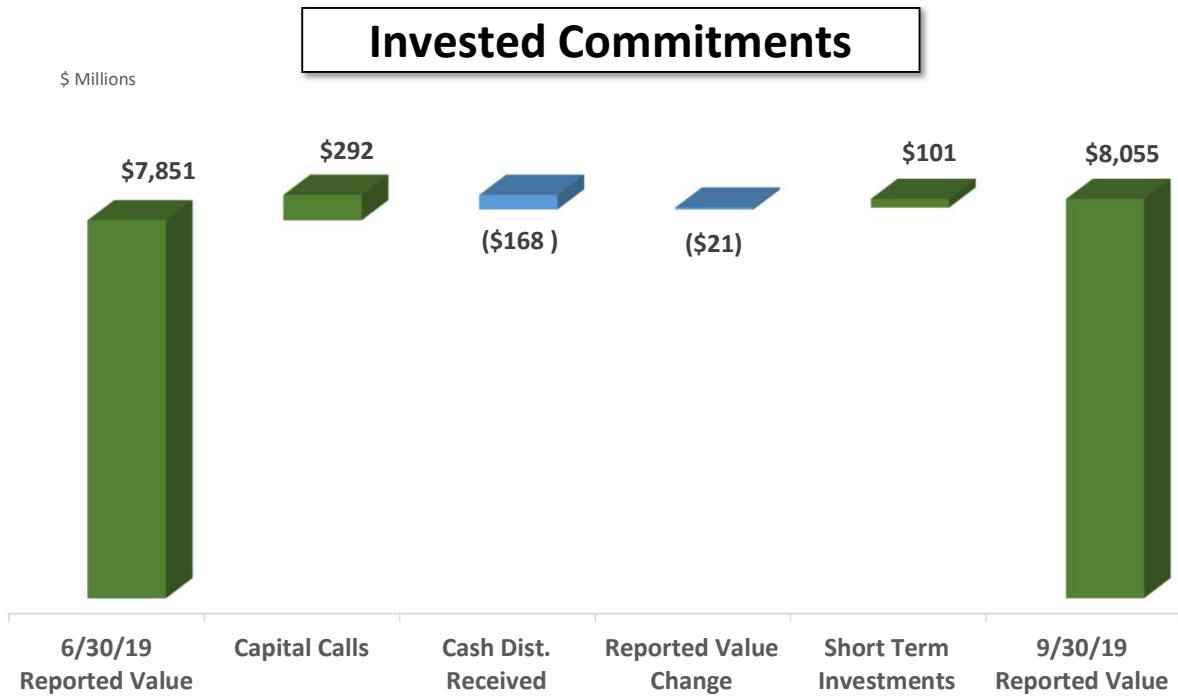 Invested Commitments
$ Millions
$7,851
$292
($168 )
($21)
$101
$8,055
6/30/19
Reported Value
Capital Calls
Cash Dist.
Received
Reported Value
Change
Short Term
Investments
9/30/19
Reported Value